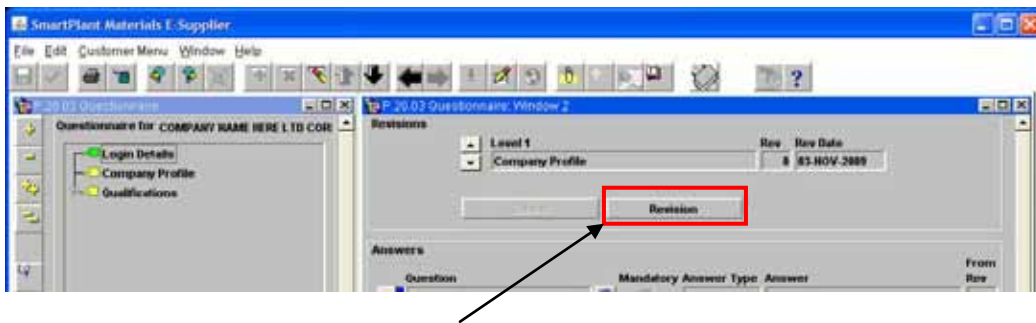 SmartPlant Materials E-Supplier
File Edit Customer Menu Window Help
P.20.03 Questionnaire
P.20.03 Questionnaire: Window 2
Questionnaire for COMPANY NAME HERE LTD COR
Revisions
Level 1 Rev Rev Date
Login Details
Company Profile 0 03-NOV-2009
Company Profile
Qualifications
Revision
Answers
From
Question Mandatory Answer Type Answer Rev